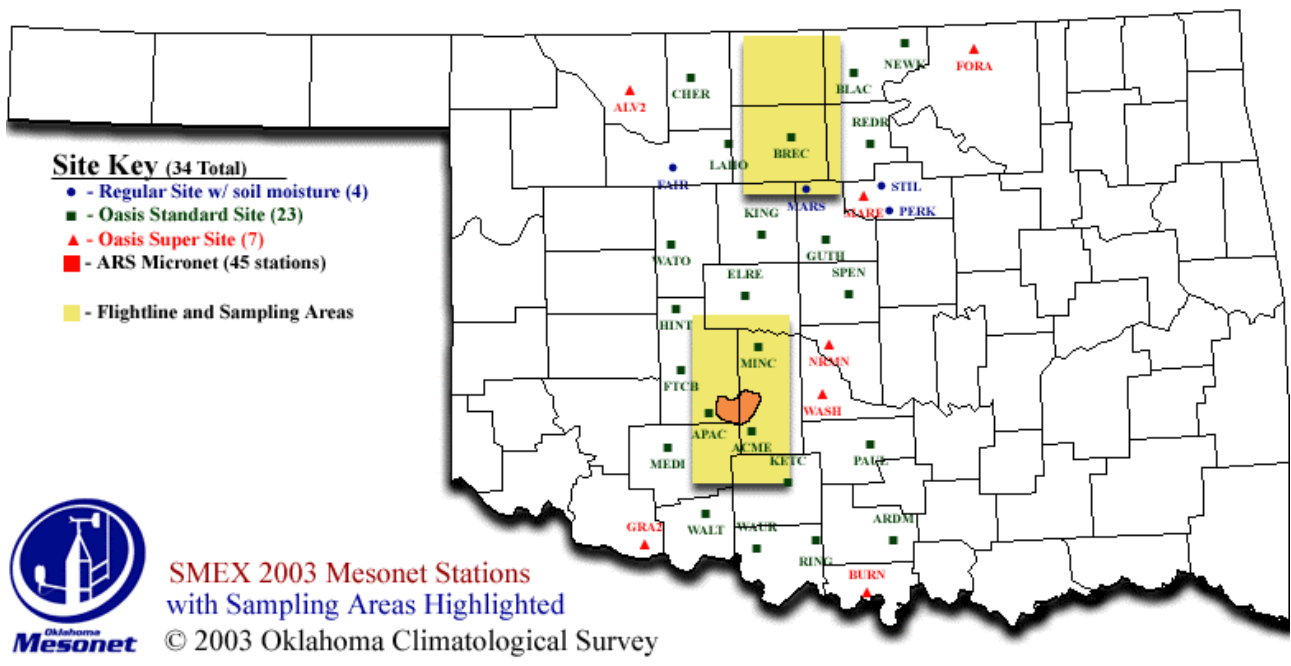 NEWK
FORA
BLAC
CHER
ALV2
REDR
LAHO
BREC
FAIR
STIL
MARS
MARE
PERK
KING
GUTH
WATO
ELRE
SPEN
HINT
MINC
NRMN
FTCB
WASH
APAC
ACME
MEDI
KETC
PAUL
GRA2
WALT
WAUR
ARDM
RING
BURN
Site Key (34 Total)
- Regular Site w/ soil moisture (4)
- Oasis Standard Site (23)
- Oasis Super Site (7)
- ARS Micronet (45 stations)
- Flightline and Sampling Areas
Oklahoma
Mesonet
SMEX 2003 Mesonet Stations
with Sampling Areas Highlighted
© 2003 Oklahoma Climatological Survey